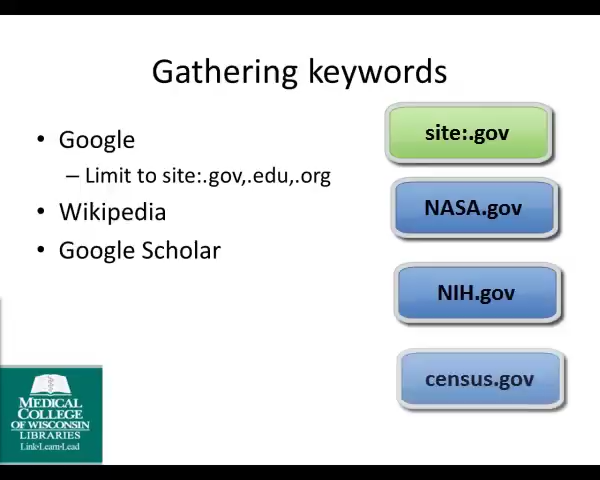 Gathering keywords
• Google
– Limit to site:.gov,.edu,.org
• Wikipedia
• Google Scholar
site:.gov
NASA.gov
NIH.gov
census.gov
MEDICAL
COLLEGE
OF WISCONSIN
LIBRARIES
Link•Learn•Lead